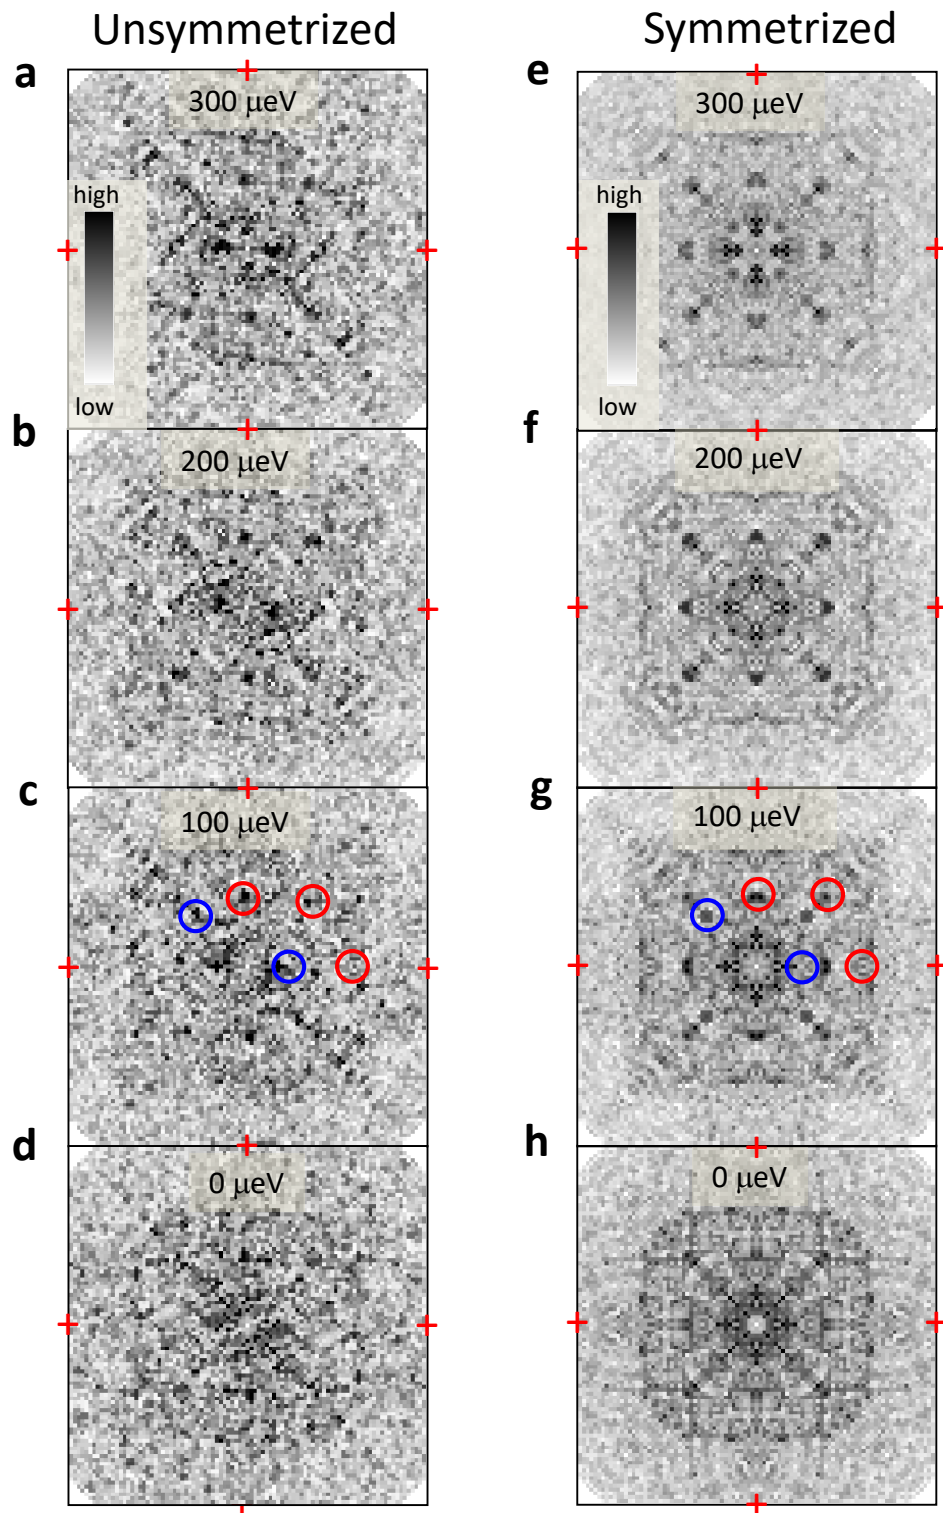 Unsymmetrized
Symmetrized
a
300 μeV
high
low
e
300 μeV
high
low
b
200 μeV
f
200 μeV
c
100 μeV
g
100 μeV
d
0 μeV
h
0 μeV